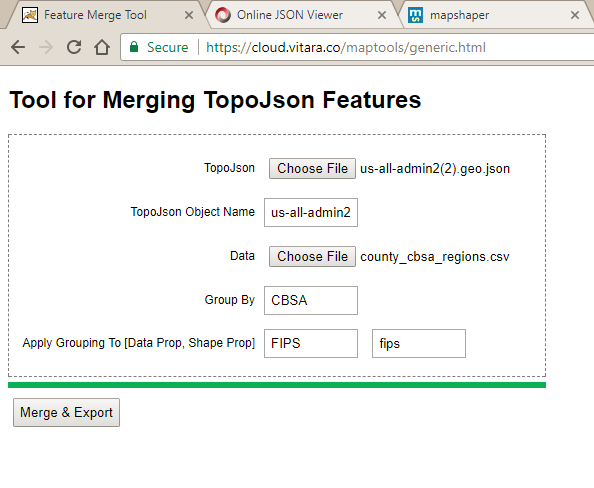 Feature Merge Tool
Online JSON Viewer
mapshaper
Secure https://cloud.vitara.co/maptools/generic.html
Tool for Merging TopoJson Features
TopoJson Choose File us-all-admin2(2).geo.json
TopoJson Object Name us-all-admin2
Data Choose File county_cbsa_regions.csv
Group By CBSA
Apply Grouping To [Data Prop, Shape Prop] FIPS fips
Merge & Export